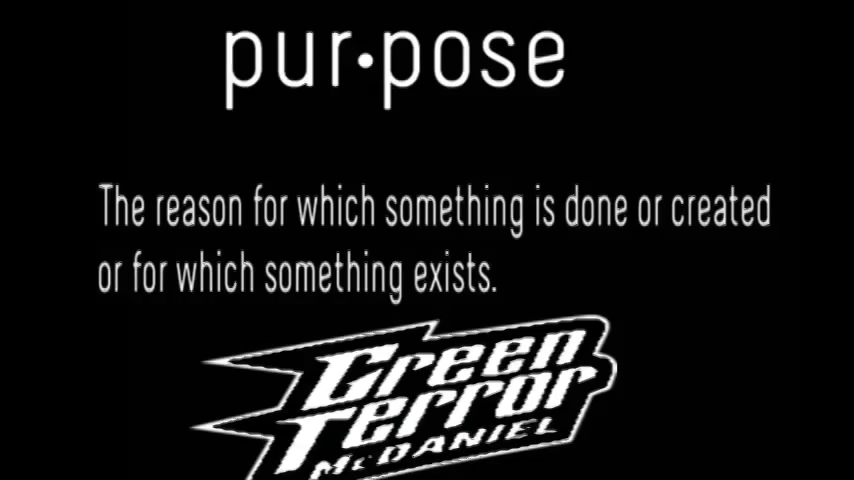 pur•pose
The reason for which something is done or created
or for which something exists.
Green
Terror
McDANIEL